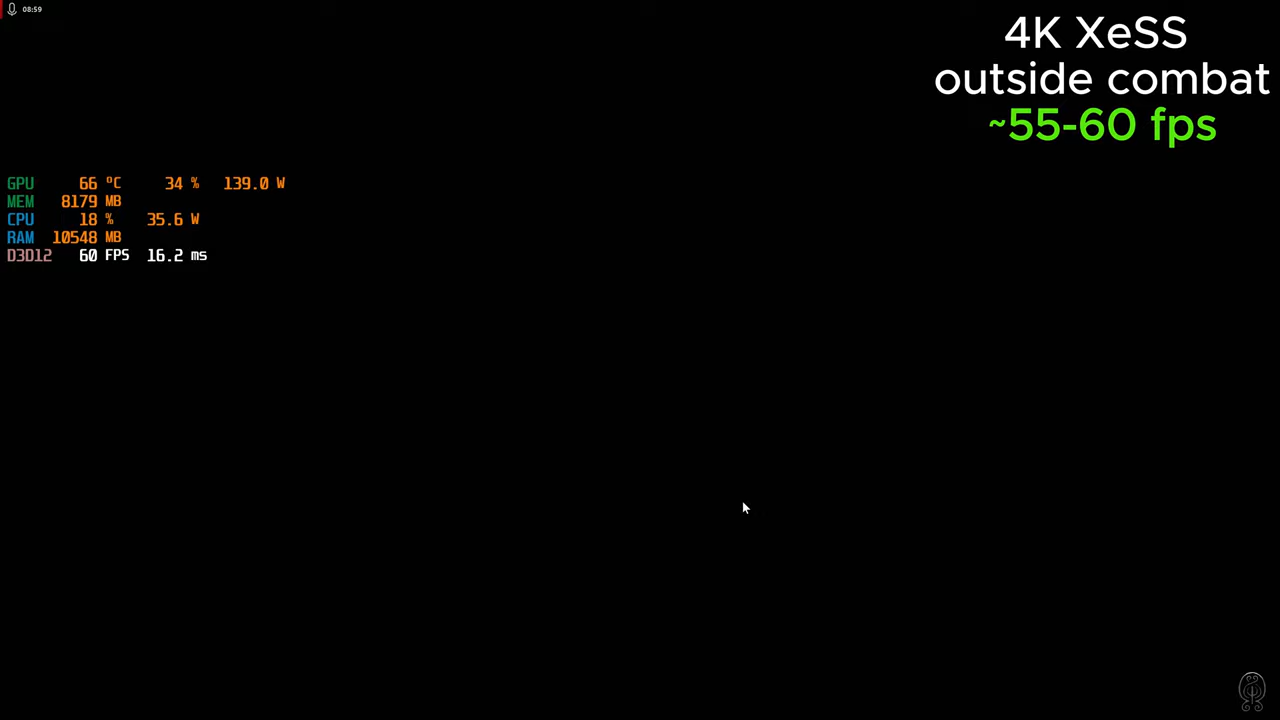 08:59
4K XeSS
outside combat
~55-60 fps
GPU 66 °C 34 % 139.0 W
MEM 8179 MB
CPU 18 % 35.6 W
RAM 10548 MB
D3D12 60 FPS 16.2 ms